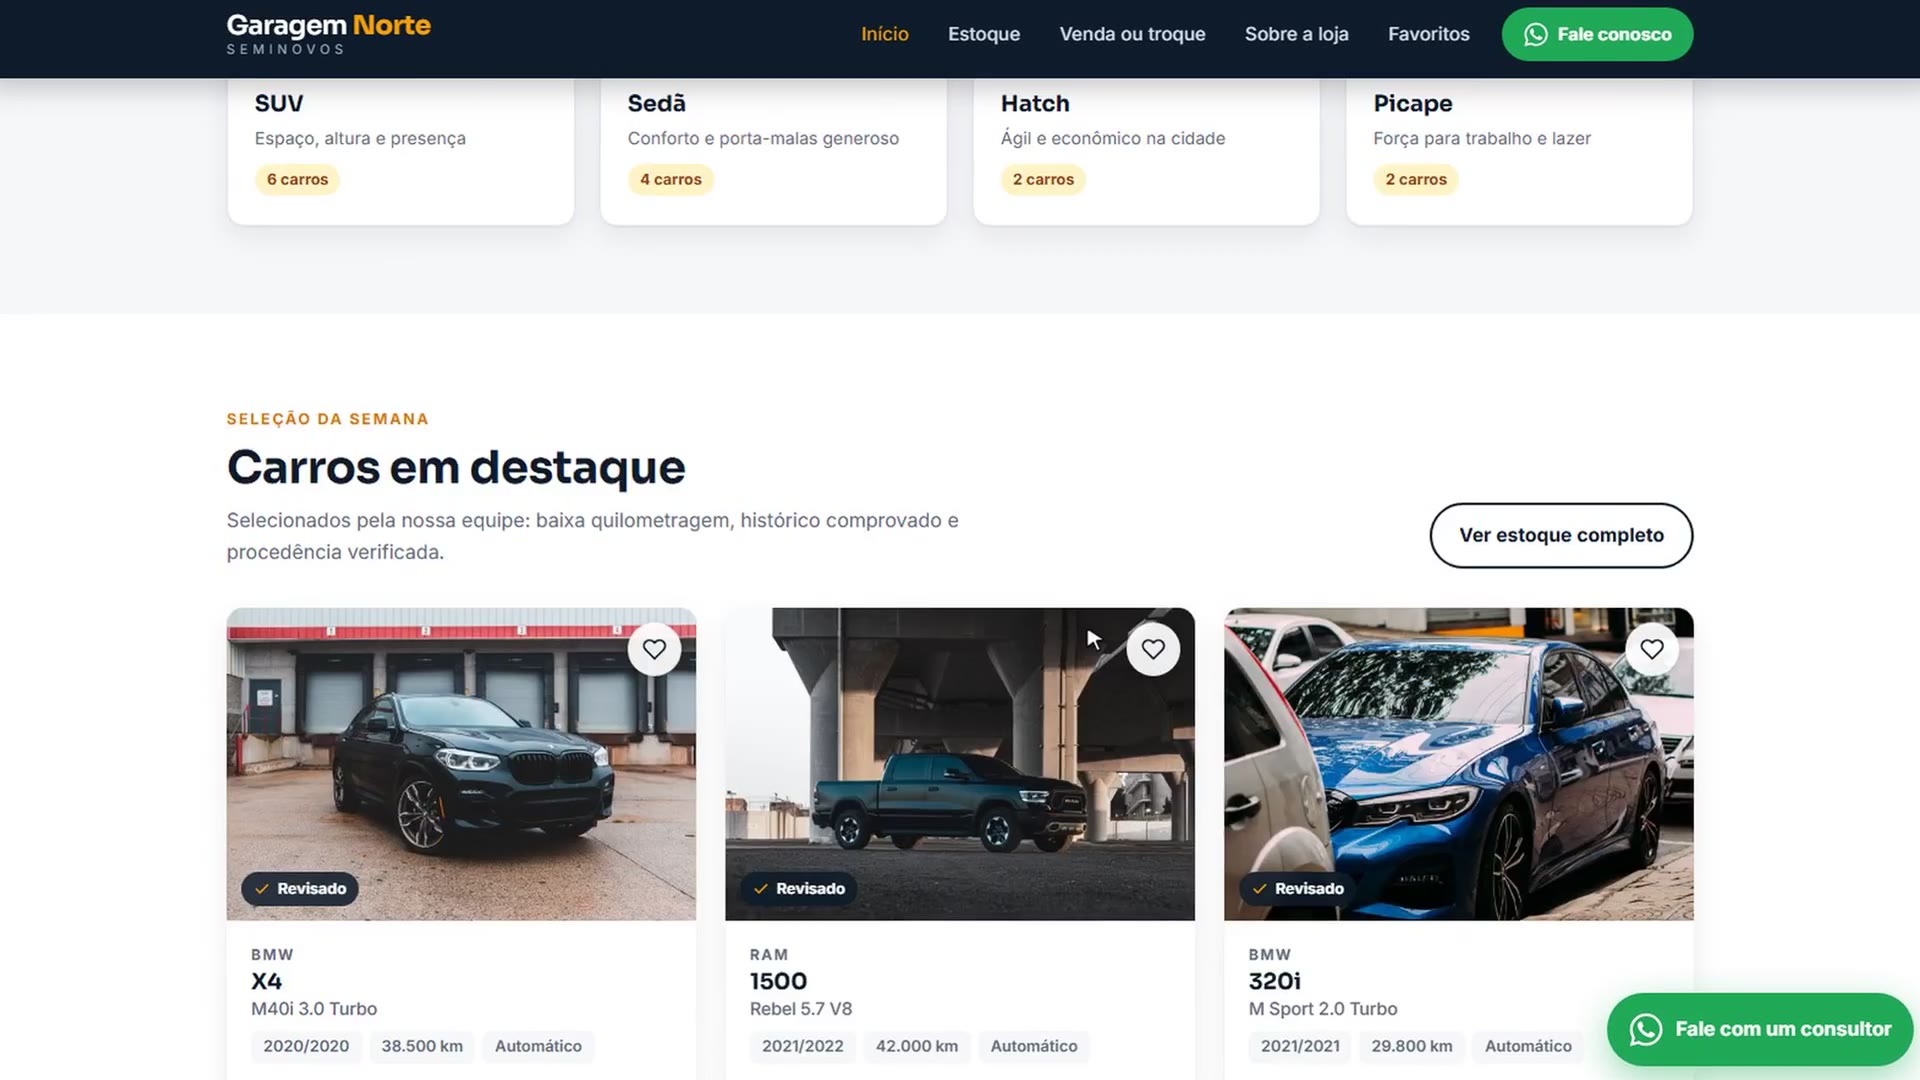 Garagem Norte
SEMINOVOS
Início
Estoque
Venda ou troque
Sobre a loja
Favoritos
Fale conosco
SUV
Espaço, altura e presença
6 carros
Sedã
Conforto e porta-malas generoso
4 carros
Hatch
Ágil e econômico na cidade
2 carros
Picape
Força para trabalho e lazer
2 carros
SELEÇÃO DA SEMANA
Carros em destaque
Selecionados pela nossa equipe: baixa quilometragem, histórico comprovado e
procedência verificada.
Ver estoque completo
Revisado
BMW
X4
M40i 3.0 Turbo
2020/2020
38.500 km
Automático
Revisado
RAM
1500
Rebel 5.7 V8
2021/2022
42.000 km
Automático
Revisado
BMW
320i
M Sport 2.0 Turbo
2021/2021
29.800 km
Automático
Fale com um consultor